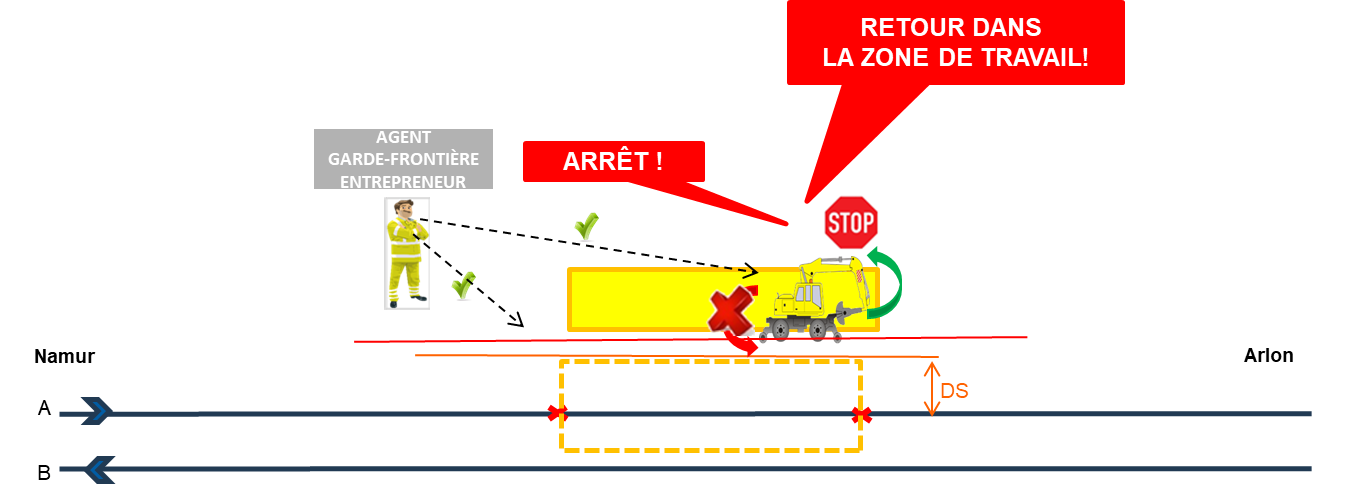 RETOUR DANS
LA ZONE DE TRAVAIL!
AGENT
GARDE-FRONTIÈRE
ENTREPRENEUR
ARRÊT !
STOP
Namur
Arlon
DS
A
B